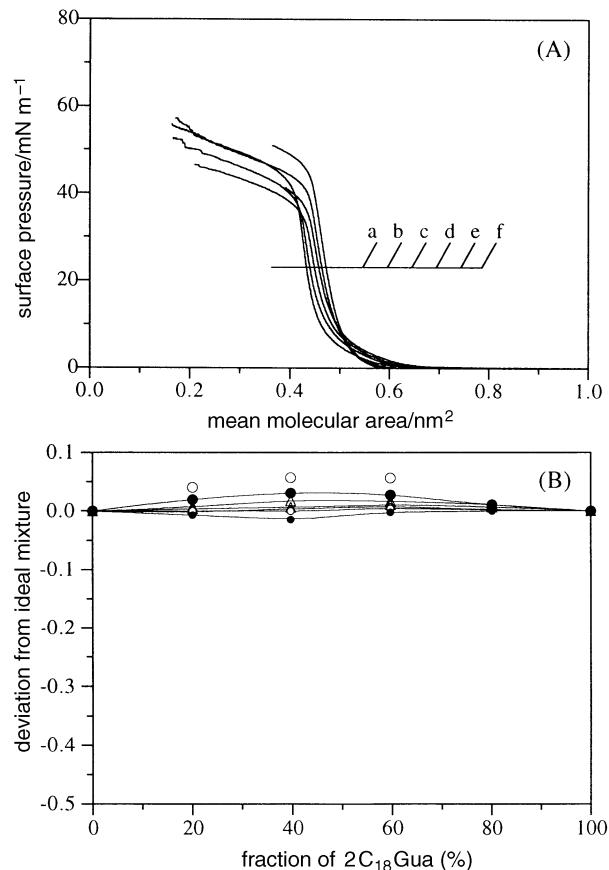 (A)
surface pressure/mN m⁻¹
80
60
40
20
0
a b c d e f
0.0 0.2 0.4 0.6 0.8 1.0
mean molecular area/nm²
(B)
deviation from ideal mixture
0.1
0.0
-0.1
-0.2
-0.3
-0.4
-0.5
0 20 40 60 80 100
fraction of 2C₁₈Gua (%)